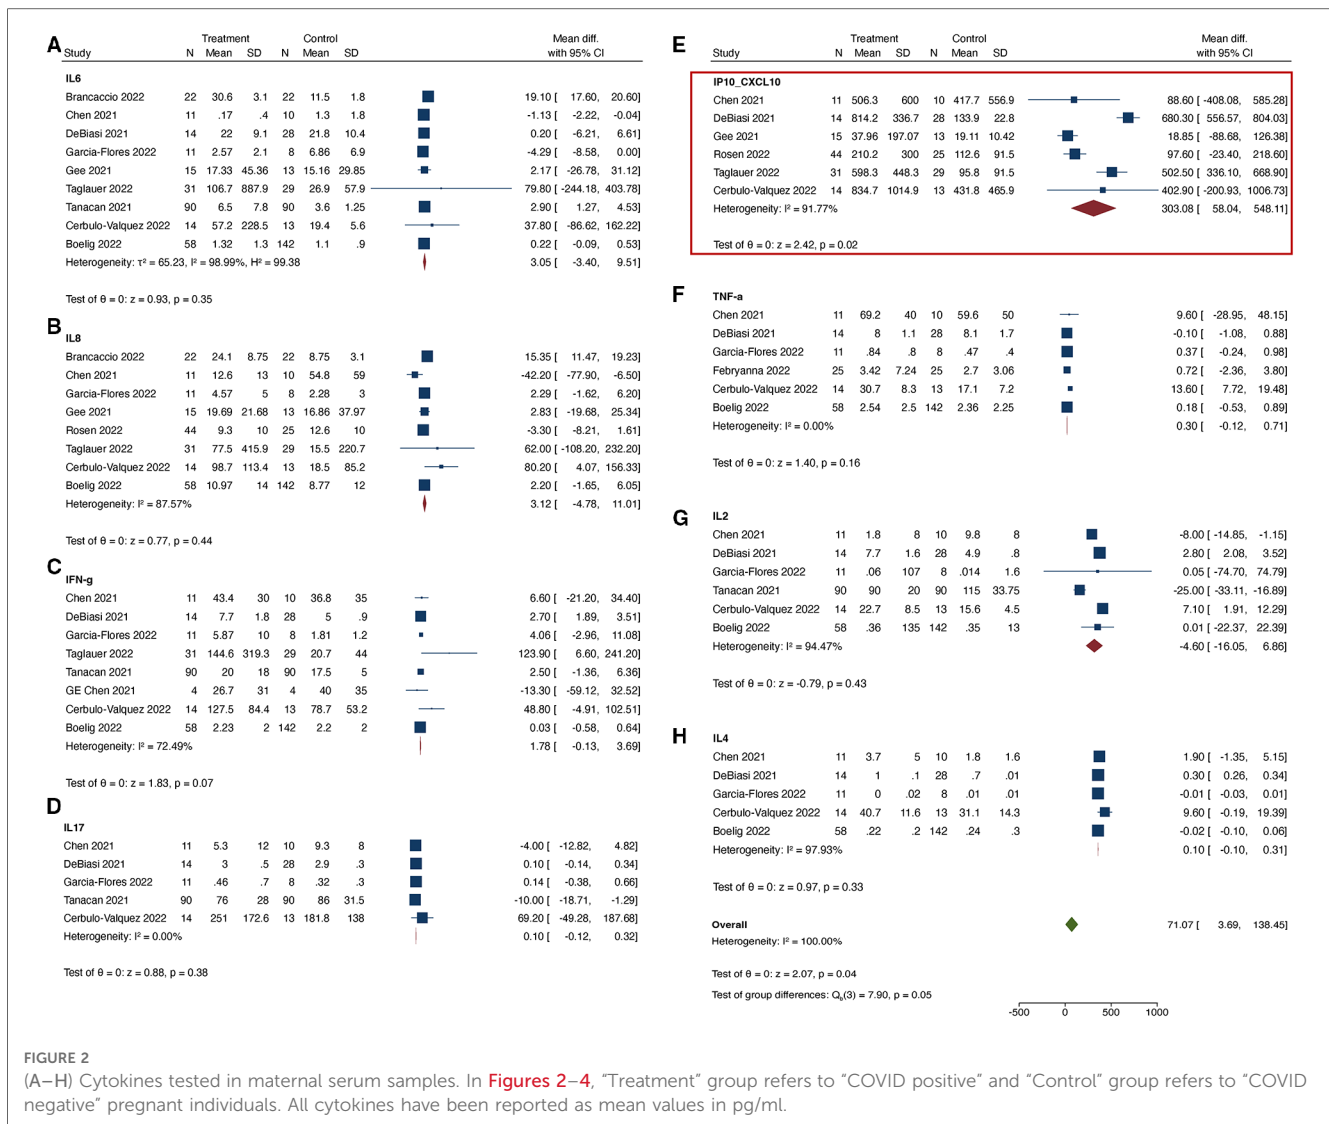 A
Treatment Control Mean diff.
Study N Mean SD N Mean SD with 95% CI
IL6
Brancaccio 2022 22 30.6 3.1 22 11.5 1.8 19.10 [ 17.60, 20.60]
Chen 2021 11 .17 .4 10 1.3 1.8 -1.13 [ -2.22, -0.04]
DeBiasi 2021 14 22 9.1 28 21.8 10.4 0.20 [ -6.21, 6.61]
Garcia-Flores 2022 11 2.57 2.1 8 6.86 6.9 -4.29 [ -8.58, 0.00]
Gee 2021 15 17.33 45.36 13 15.16 29.85 2.17 [ -26.78, 31.12]
Taglauer 2022 31 106.7 887.9 29 26.9 57.9 79.80 [ -244.18, 403.78]
Tanacan 2021 90 6.5 7.8 90 3.6 1.25 2.90 [ 1.27, 4.53]
Cerbulo-Valquez 2022 14 57.2 228.5 13 19.4 5.6 37.80 [ -86.62, 162.22]
Boelig 2022 58 1.32 1.3 142 1.1 .9 0.22 [ -0.09, 0.53]
Heterogeneity: τ² = 65.23, I² = 98.99%, H² = 99.38 3.05 [ -3.40, 9.51]
Test of θ = 0: z = 0.93, p = 0.35
B
IL8
Brancaccio 2022 22 24.1 8.75 22 8.75 3.1 15.35 [ 11.47, 19.23]
Chen 2021 11 12.6 13 10 54.8 59 -42.20 [ -77.90, -6.50]
Garcia-Flores 2022 11 4.57 5 8 2.28 3 2.29 [ -1.62, 6.20]
Gee 2021 15 19.69 21.68 13 16.86 37.97 2.83 [ -19.68, 25.34]
Rosen 2022 44 9.3 10 25 12.6 10 -3.30 [ -8.21, 1.61]
Taglauer 2022 31 77.5 415.9 29 15.5 220.7 62.00 [ -108.20, 232.20]
Cerbulo-Valquez 2022 14 98.7 113.4 13 18.5 85.2 80.20 [ 4.07, 156.33]
Boelig 2022 58 10.97 14 142 8.77 12 2.20 [ -1.65, 6.05]
Heterogeneity: I² = 87.57% 3.12 [ -4.78, 11.01]
Test of θ = 0: z = 0.77, p = 0.44
C
IFN-g
Chen 2021 11 43.4 30 10 36.8 35 6.60 [ -21.20, 34.40]
DeBiasi 2021 14 7.7 1.8 28 5 .9 2.70 [ 1.89, 3.51]
Garcia-Flores 2022 11 5.87 10 8 1.81 1.2 4.06 [ -2.96, 11.08]
Taglauer 2022 31 144.6 319.3 29 20.7 44 123.90 [ 6.60, 241.20]
Tanacan 2021 90 20 18 90 17.5 5 2.50 [ -1.36, 6.36]
GE Chen 2021 4 26.7 31 4 40 35 -13.30 [ -59.12, 32.52]
Cerbulo-Valquez 2022 14 127.5 84.4 13 78.7 53.2 48.80 [ -4.91, 102.51]
Boelig 2022 58 2.23 2 142 2.2 2 0.03 [ -0.58, 0.64]
Heterogeneity: I² = 72.49% 1.78 [ -0.13, 3.69]
Test of θ = 0: z = 1.83, p = 0.07
D
IL17
Chen 2021 11 5.3 12 10 9.3 8 -4.00 [ -12.82, 4.82]
DeBiasi 2021 14 3 .5 28 2.9 .3 0.10 [ -0.14, 0.34]
Garcia-Flores 2022 11 .46 .7 8 .32 .3 0.14 [ -0.38, 0.66]
Tanacan 2021 90 76 28 90 86 31.5 -10.00 [ -18.71, -1.29]
Cerbulo-Valquez 2022 14 251 172.6 13 181.8 138 69.20 [ -49.28, 187.68]
Heterogeneity: I² = 0.00% 0.10 [ -0.12, 0.32]
Test of θ = 0: z = 0.88, p = 0.38
E
Treatment Control Mean diff.
Study N Mean SD N Mean SD with 95% CI
IP10_CXCL10
Chen 2021 11 506.3 600 10 417.7 556.9 88.60 [ -408.08, 585.28]
DeBiasi 2021 14 814.2 336.7 28 133.9 22.8 680.30 [ 556.57, 804.03]
Gee 2021 15 37.96 197.07 13 19.11 10.42 18.85 [ -88.68, 126.38]
Rosen 2022 44 210.2 300 25 112.6 91.5 97.60 [ -23.40, 218.60]
Taglauer 2022 31 598.3 448.3 29 95.8 91.5 502.50 [ 336.10, 668.90]
Cerbulo-Valquez 2022 14 834.7 1014.9 13 431.8 465.9 402.90 [ -200.93, 1006.73]
Heterogeneity: I² = 91.77% 303.08 [ 58.04, 548.11]
Test of θ = 0: z = 2.42, p = 0.02
F
TNF-a
Chen 2021 11 69.2 40 10 59.6 50 9.60 [ -28.95, 48.15]
DeBiasi 2021 14 8 1.1 28 8.1 1.7 -0.10 [ -1.08, 0.88]
Garcia-Flores 2022 11 .84 .8 8 .47 .4 0.37 [ -0.24, 0.98]
Febryanna 2022 25 3.42 7.24 25 2.7 3.06 0.72 [ -2.36, 3.80]
Cerbulo-Valquez 2022 14 30.7 8.3 13 17.1 7.2 13.60 [ 7.72, 19.48]
Boelig 2022 58 2.54 2.5 142 2.36 2.25 0.18 [ -0.53, 0.89]
Heterogeneity: I² = 0.00% 0.30 [ -0.12, 0.71]
Test of θ = 0: z = 1.40, p = 0.16
G
IL2
Chen 2021 11 1.8 8 10 9.8 8 -8.00 [ -14.85, -1.15]
DeBiasi 2021 14 7.7 1.6 28 4.9 .8 2.80 [ 2.08, 3.52]
Garcia-Flores 2022 11 .06 107 8 .014 1.6 0.05 [ -74.70, 74.79]
Tanacan 2021 90 90 20 90 115 33.75 -25.00 [ -33.11, -16.89]
Cerbulo-Valquez 2022 14 22.7 8.5 13 15.6 4.5 7.10 [ 1.91, 12.29]
Boelig 2022 58 .36 135 142 .35 13 0.01 [ -22.37, 22.39]
Heterogeneity: I² = 94.47% -4.60 [ -16.05, 6.86]
Test of θ = 0: z = -0.79, p = 0.43
H
IL4
Chen 2021 11 3.7 5 10 1.8 1.6 1.90 [ -1.35, 5.15]
DeBiasi 2021 14 1 .1 28 .7 .01 0.30 [ 0.26, 0.34]
Garcia-Flores 2022 11 0 .02 8 .01 .01 -0.01 [ -0.03, 0.01]
Cerbulo-Valquez 2022 14 40.7 11.6 13 31.1 14.3 9.60 [ -0.19, 19.39]
Boelig 2022 58 .22 .2 142 .24 .3 -0.02 [ -0.10, 0.06]
Heterogeneity: I² = 97.93% 0.10 [ -0.10, 0.31]
Test of θ = 0: z = 0.97, p = 0.33
Overall 71.07 [ 3.69, 138.45]
Heterogeneity: I² = 100.00%
Test of θ = 0: z = 2.07, p = 0.04
Test of group differences: Qb(3) = 7.90, p = 0.05
-500 0 500 1000
FIGURE 2
(A–H) Cytokines tested in maternal serum samples. In Figures 2–4, “Treatment” group refers to “COVID positive” and “Control” group refers to “COVID
negative” pregnant individuals. All cytokines have been reported as mean values in pg/ml.